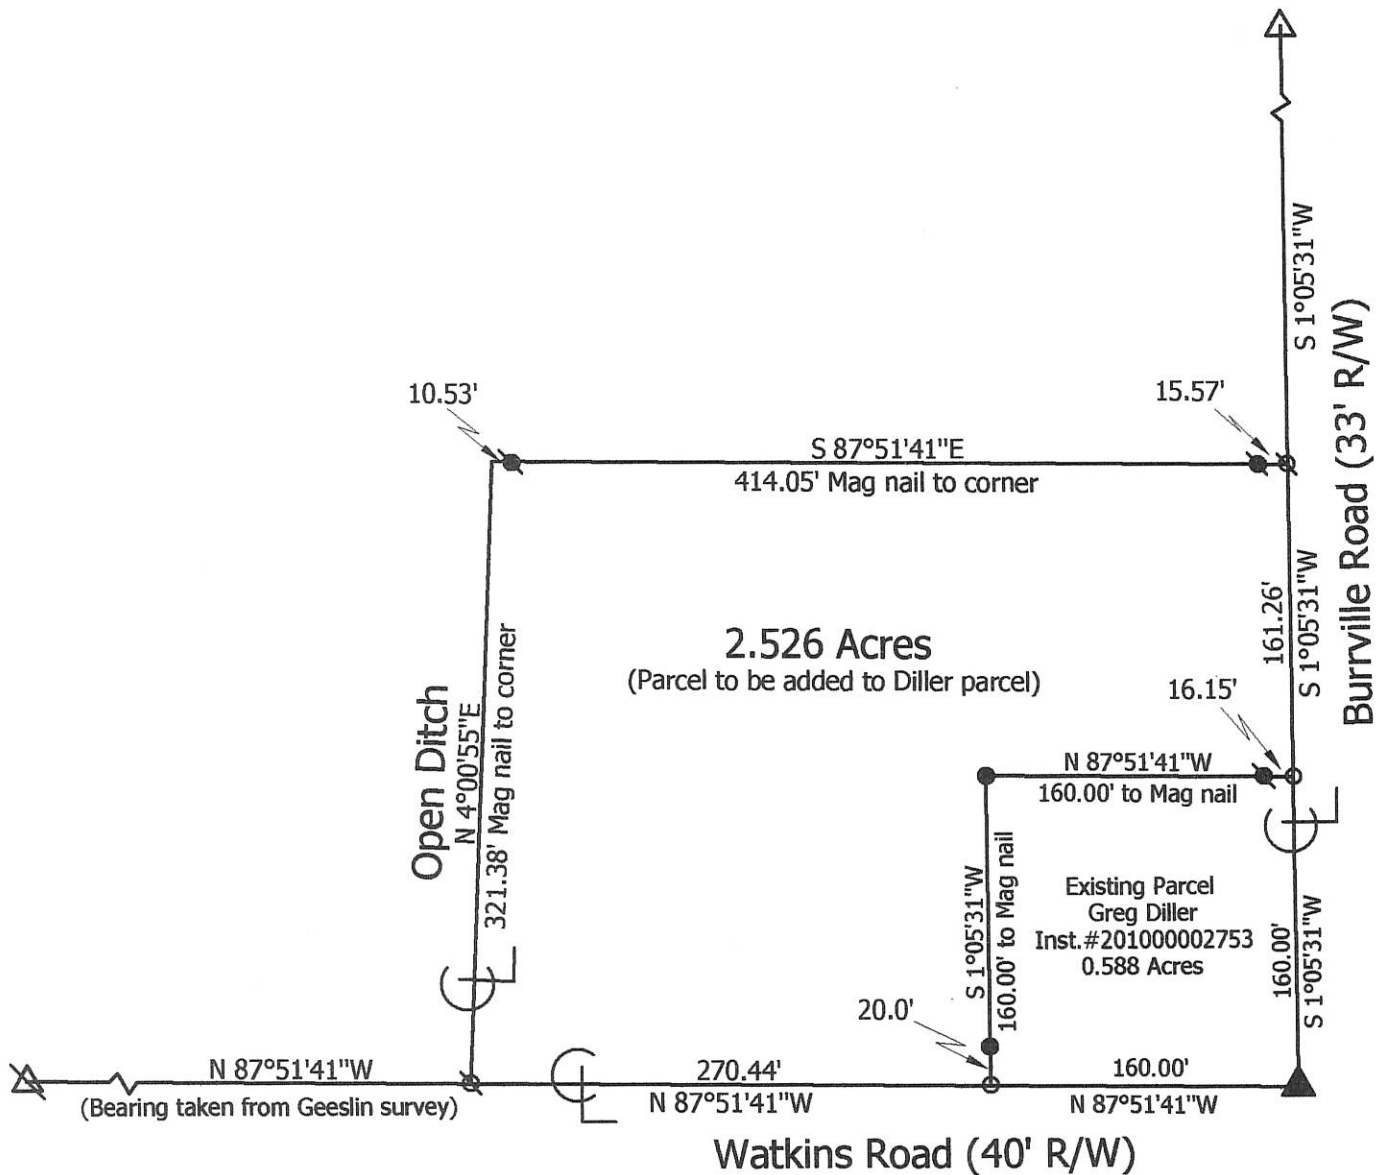 S 1°05'31"W
Burrville Road (33' R/W)
10.53'
15.57'
S 87°51'41"E
414.05' Mag nail to corner
161.26'
S 1°05'31"W
2.526 Acres
(Parcel to be added to Diller parcel)
16.15'
Open Ditch
N 4°00'55"E
321.38' Mag nail to corner
N 87°51'41"W
160.00' to Mag nail
S 1°05'31"W
160.00' to Mag nail
Existing Parcel
Greg Diller
Inst.#201000002753
0.588 Acres
160.00'
S 1°05'31"W
20.0'
N 87°51'41"W
(Bearing taken from Geeslin survey)
270.44'
N 87°51'41"W
160.00'
N 87°51'41"W
Watkins Road (40' R/W)